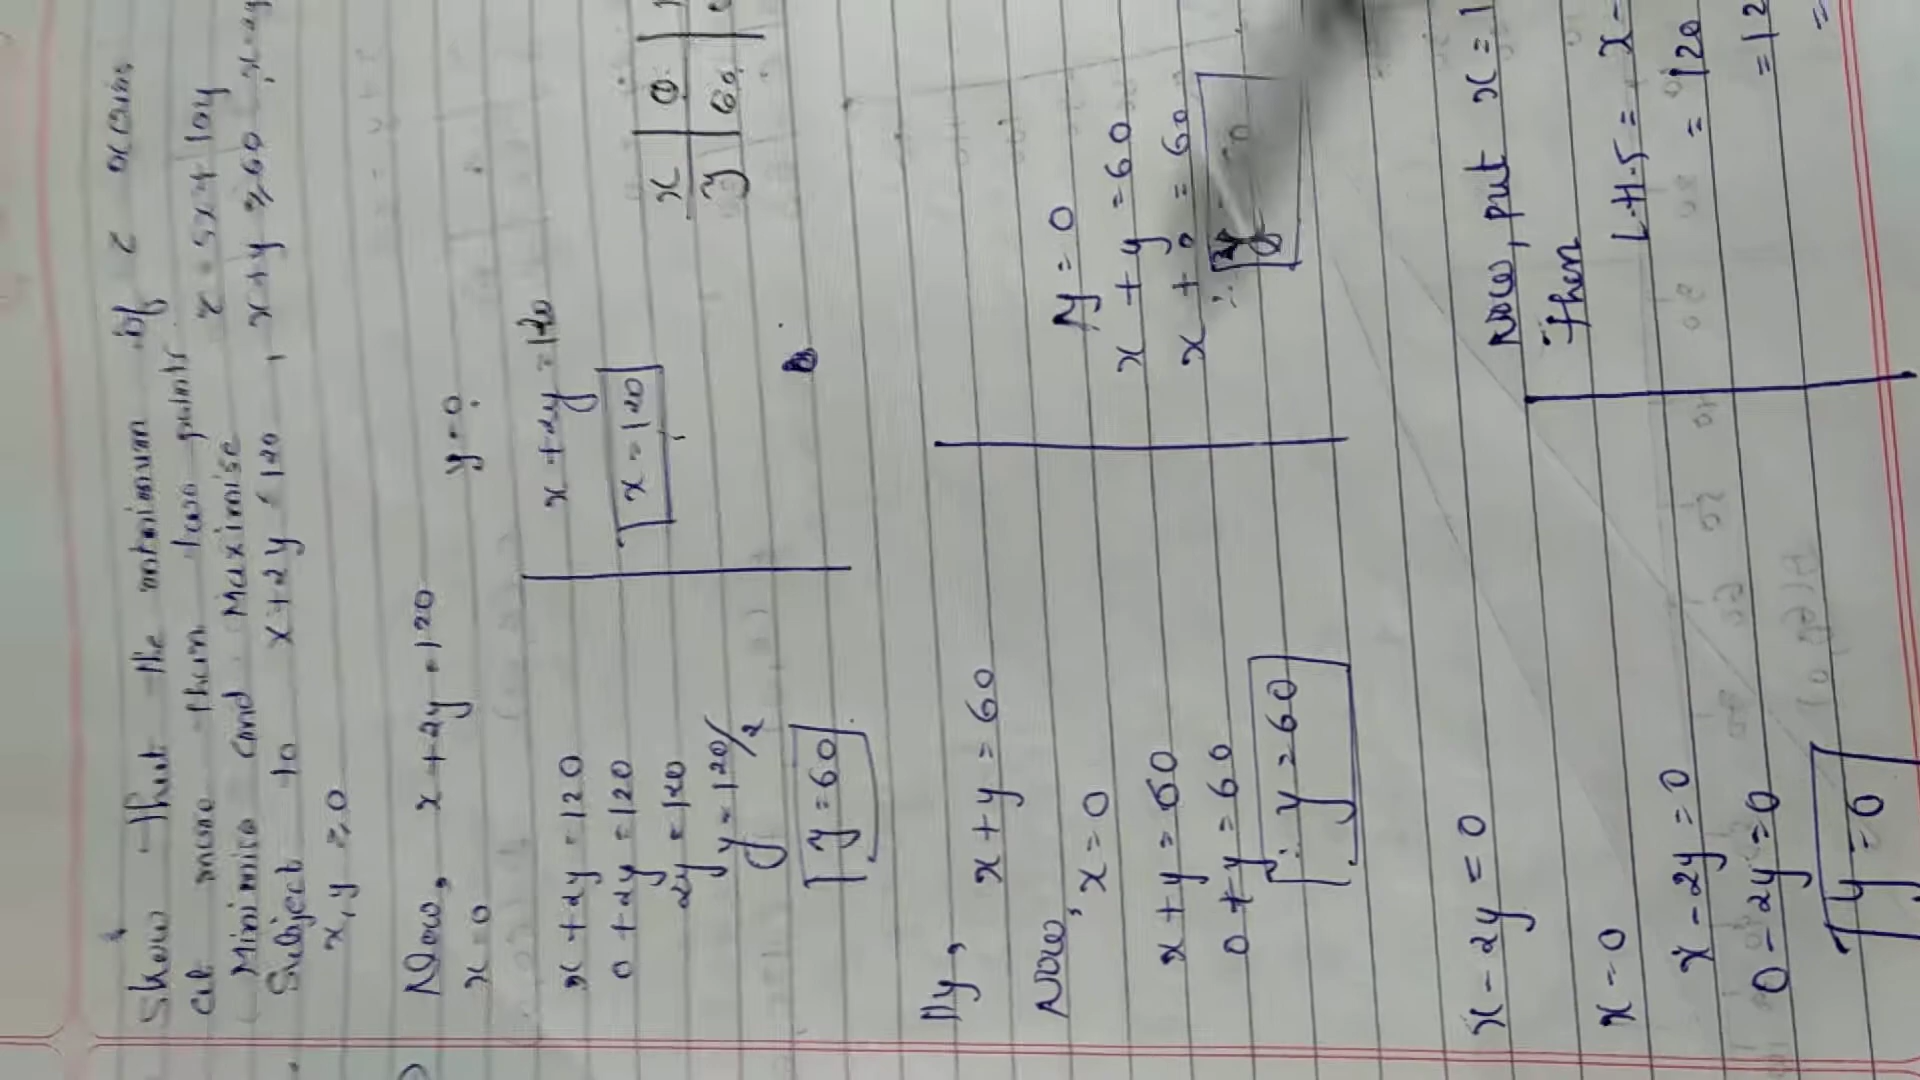 Show that the minimum of Z occurs
at more than two points
Minimise and Maximise Z = 5x + 10y
Subject to x+2y ≤ 120 , x+y ≥ 60 , x-2y
x, y ≥ 0
Now, x + 2y = 120
x = 0 y = 0
x + 2y = 120 x + 2y = 120
0 + 2y = 120 x = 120
2y = 120
y = 120/2
y = 60
x 0
y 60
lly, x + y = 60
Now, x = 0 y = 0
x + y = 60 x + y = 60
0 + y = 60 x + 0 = 60
∴ y = 60
x - 2y = 0 Now, put x = 1
x = 0 Then
x - 2y = 0 L.H.S = x -
0 - 2y = 0 = 120
y = 0 = 12
=